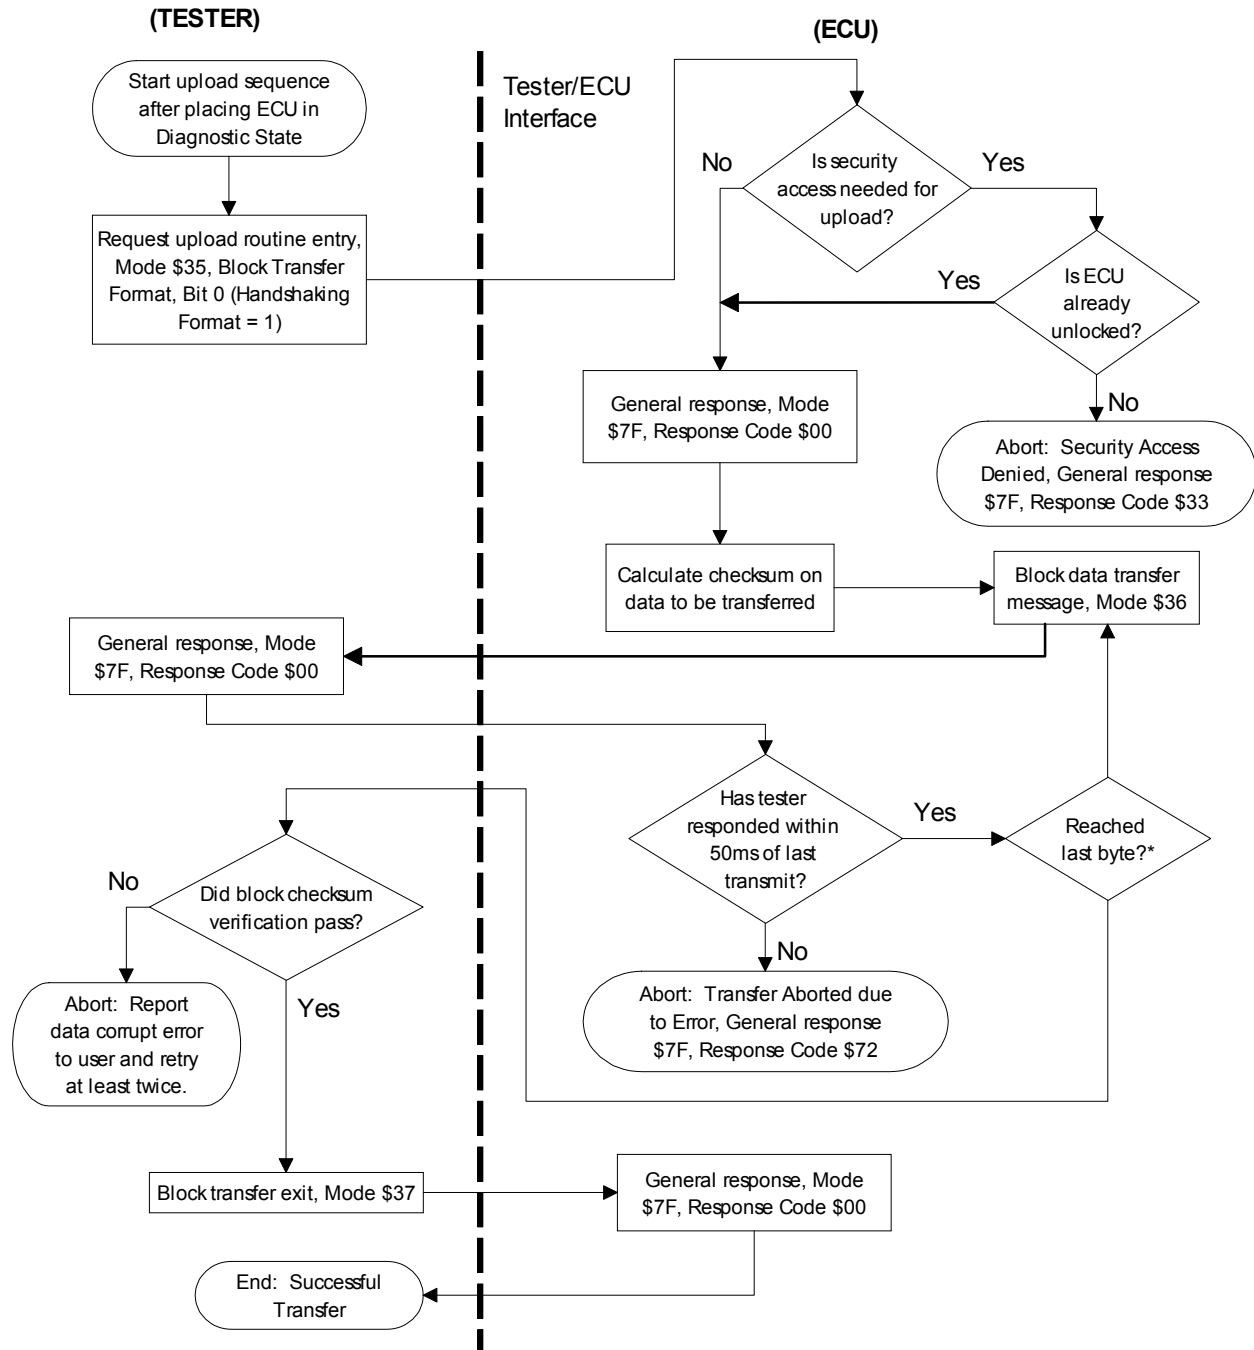 (TESTER)
(ECU)
Tester/ECU
Interface
Start upload sequence
after placing ECU in
Diagnostic State
Request upload routine entry,
Mode $35, Block Transfer
Format, Bit 0 (Handshaking
Format = 1)
No
Is security
access needed for
upload?
Yes
Yes
Is ECU
already
unlocked?
No
General response, Mode
$7F, Response Code $00
Abort: Security Access
Denied, General response
$7F, Response Code $33
Calculate checksum on
data to be transferred
Block data transfer
message, Mode $36
General response, Mode
$7F, Response Code $00
Has tester
responded within
50ms of last
transmit?
Yes
Reached
last byte?*
No
Abort: Transfer Aborted due
to Error, General response
$7F, Response Code $72
No
Did block checksum
verification pass?
Yes
Abort: Report
data corrupt error
to user and retry
at least twice.
Block transfer exit, Mode $37
General response, Mode
$7F, Response Code $00
End: Successful
Transfer